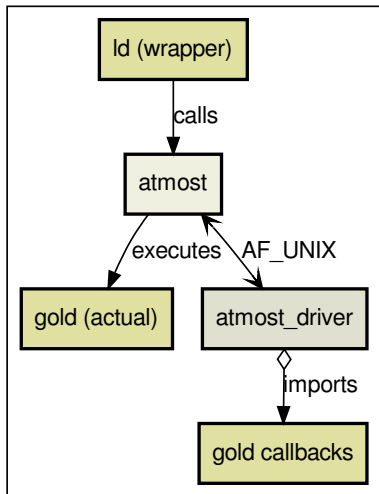 ld (wrapper)
calls
atmost
executes
AF_UNIX
gold (actual)
atmost_driver
imports
gold callbacks